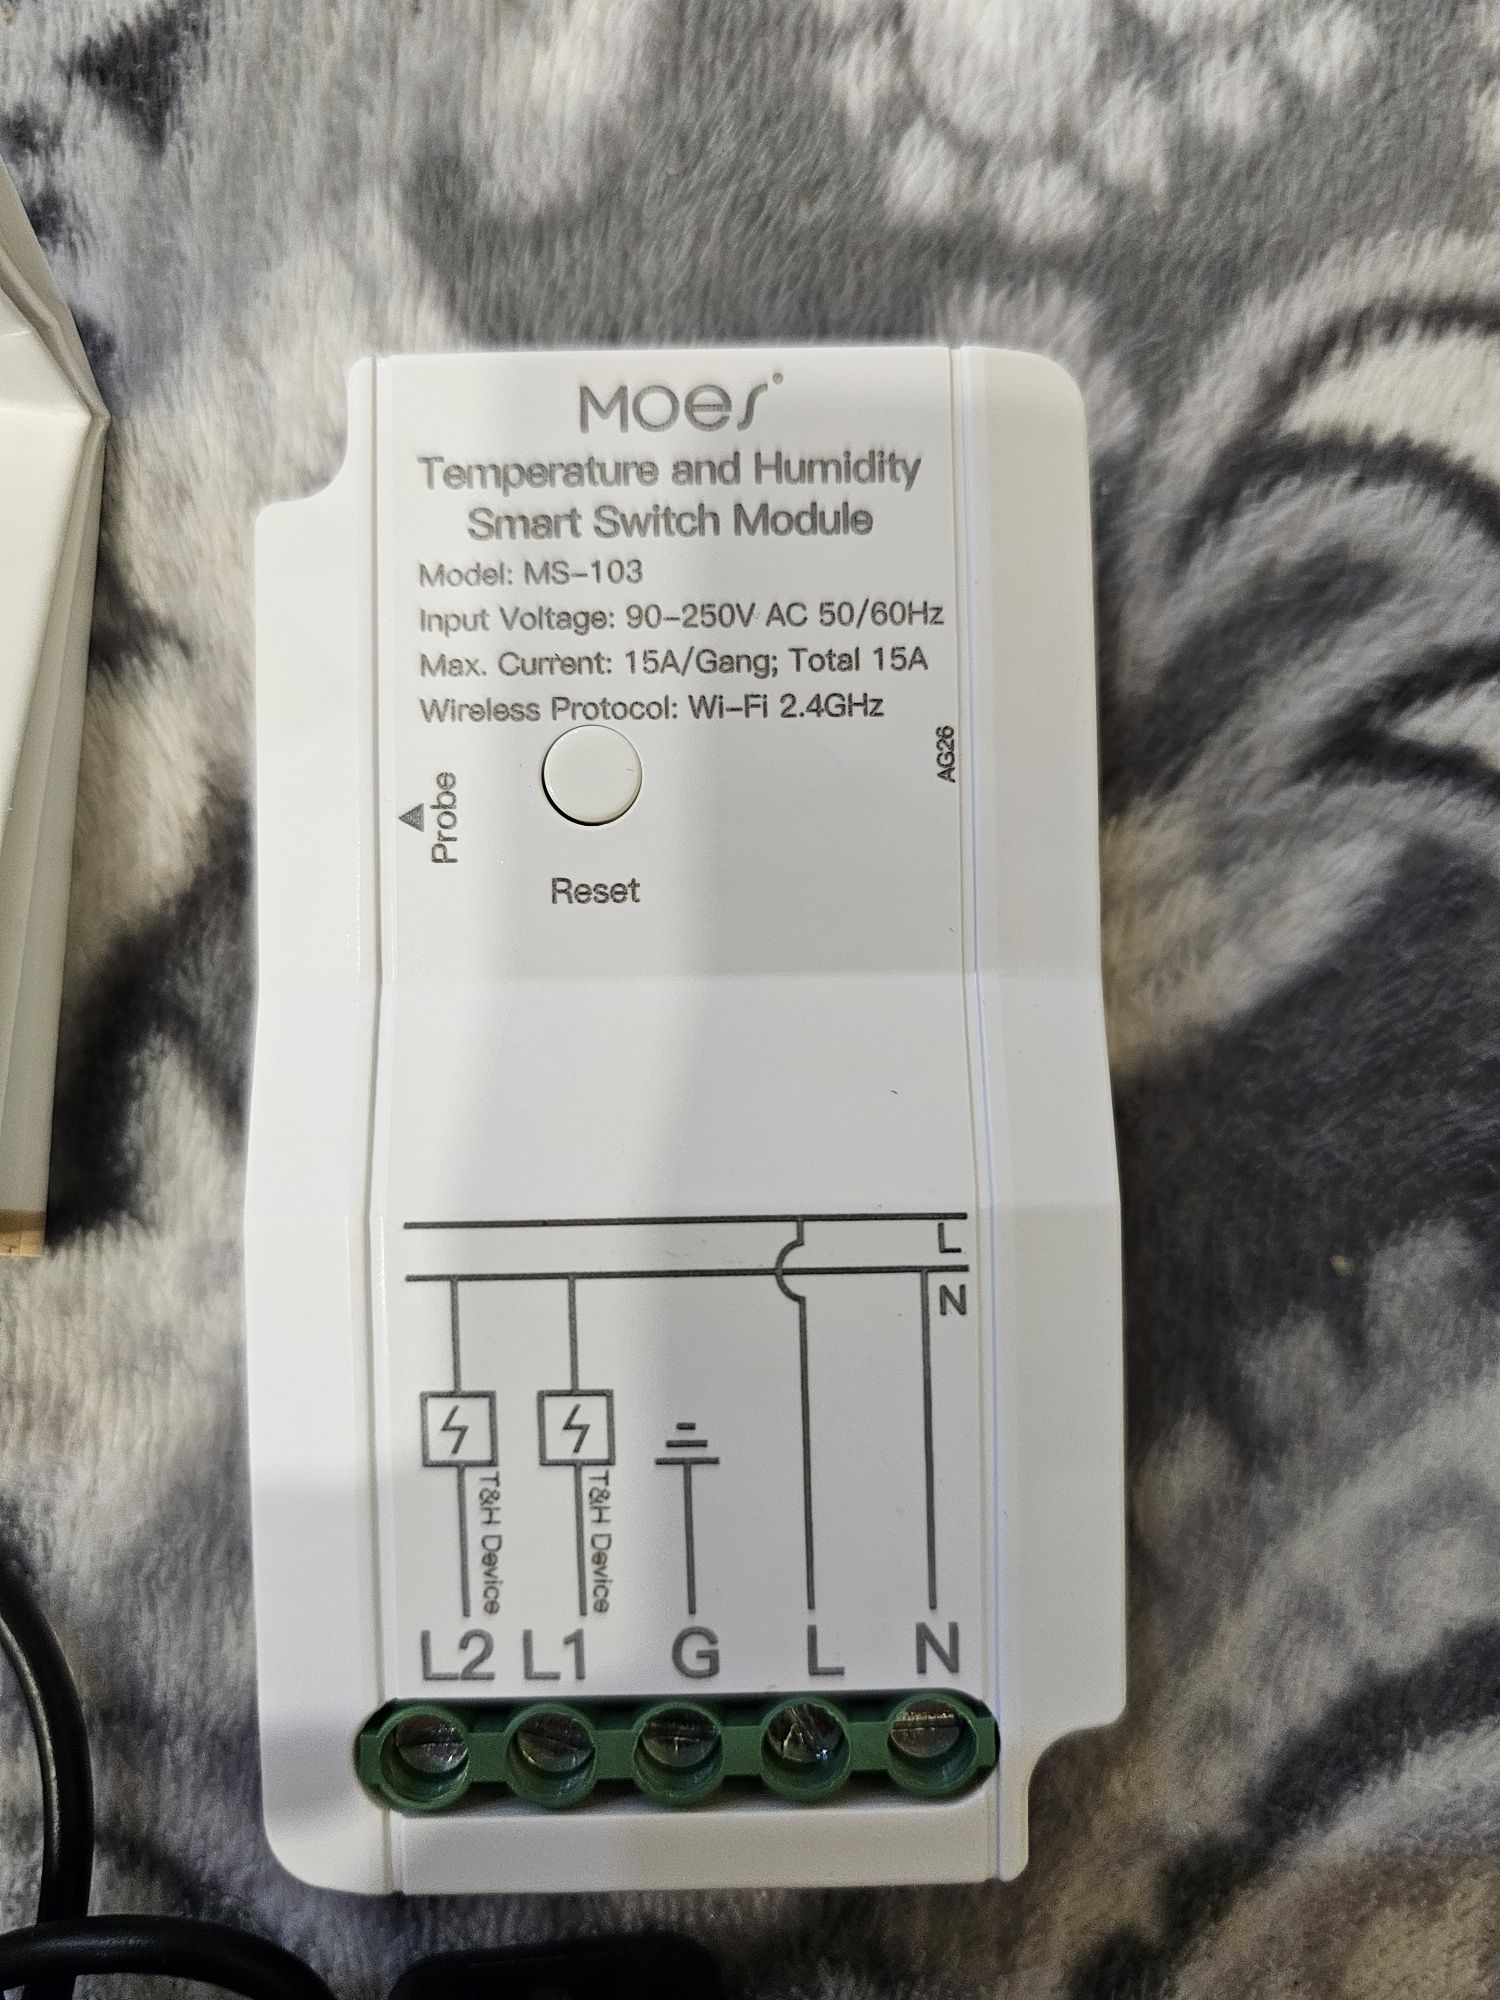 MOES
Temperature and Humidity
Smart Switch Module
Model: MS-103
Input Voltage: 90-250V AC 50/60Hz
Max. Current: 15A/Gang; Total 15A
Wireless Protocol: Wi-Fi 2.4GHz
AG26
Probe
Reset
L
N
T&H Device
T&H Device
L2 L1 G L N